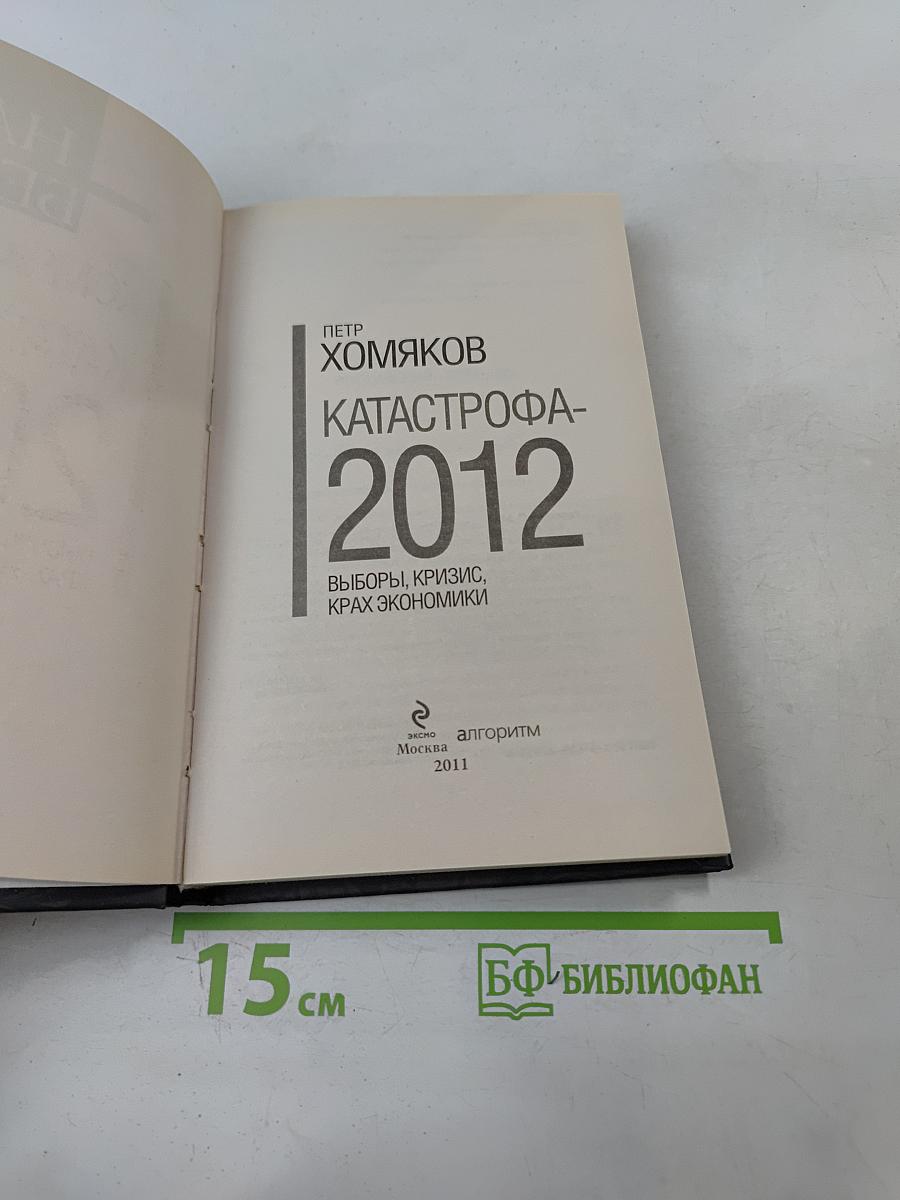 ПЕТР
ХОМЯКОВ
КАТАСТРОФА-
2012
ВЫБОРЫ, КРИЗИС,
КРАХ ЭКОНОМИКИ
эксмо
алгоритм
Москва
2011
15 см
БФ БИБЛИОФАН